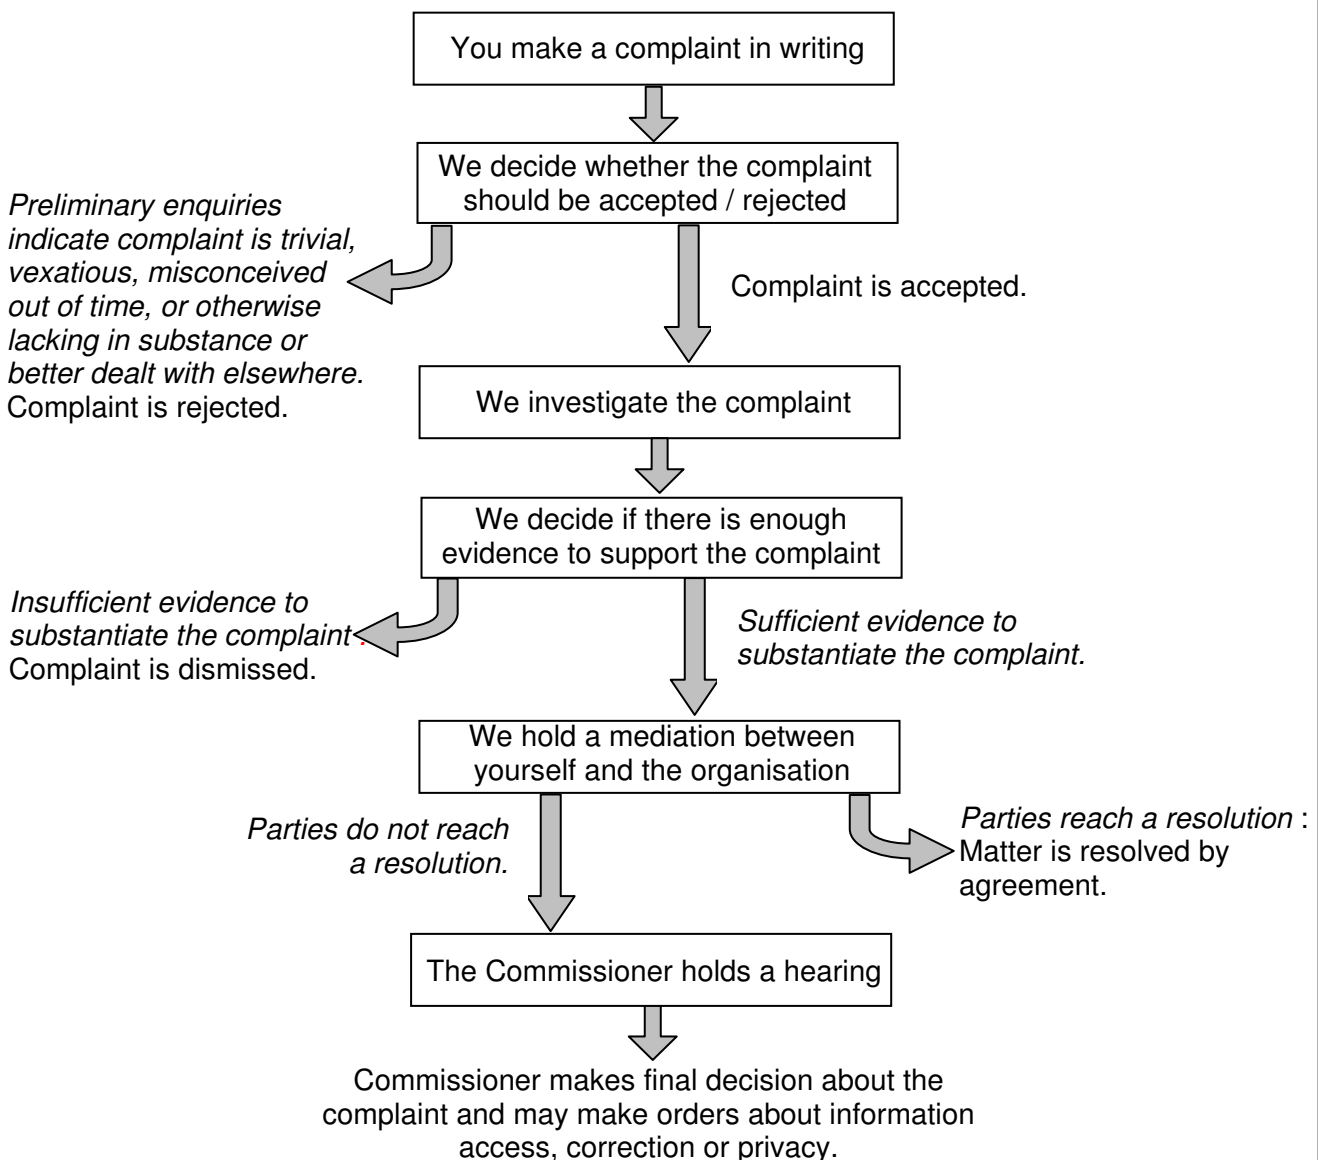 You make a complaint in writing
We decide whether the complaint
should be accepted / rejected
Preliminary enquiries
indicate complaint is trivial,
vexatious, misconceived
out of time, or otherwise
lacking in substance or
better dealt with elsewhere.
Complaint is rejected.
Complaint is accepted.
We investigate the complaint
We decide if there is enough
evidence to support the complaint
Insufficient evidence to
substantiate the complaint .
Complaint is dismissed.
Sufficient evidence to
substantiate the complaint.
We hold a mediation between
yourself and the organisation
Parties do not reach
a resolution.
Parties reach a resolution :
Matter is resolved by
agreement.
The Commissioner holds a hearing
Commissioner makes final decision about the
complaint and may make orders about information
access, correction or privacy.